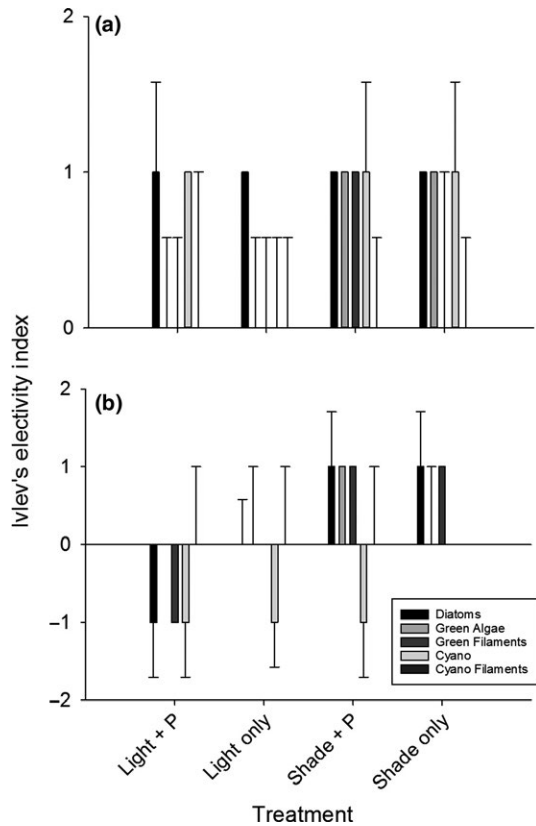 (a)
2
1
0
(b)
2
1
0
−1
−2
Ivlev's electivity index
Diatoms
Green Algae
Green Filaments
Cyano
Cyano Filaments
Light + P
Light only
Shade + P
Shade only
Treatment